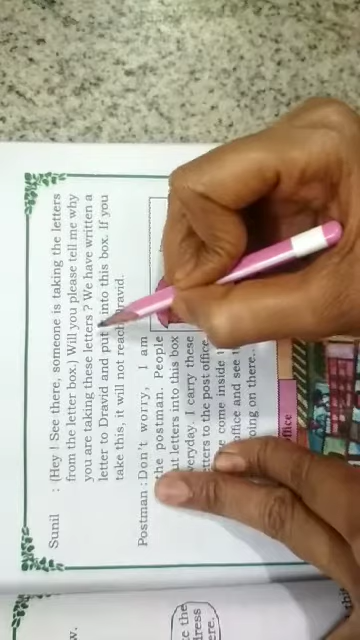 Sunil : (Hey ! See there, someone is taking the letters
from the letter box.) Will you please tell me why
you are taking these letters ? We have written a
letter to Dravid and put into this box. If you
take this, it will not reach Dravid.
Postman : Don't worry, I am
the postman. People
put letters into this box
everyday. I carry these
letters to the post office.
come inside
office and see
going on there..
office